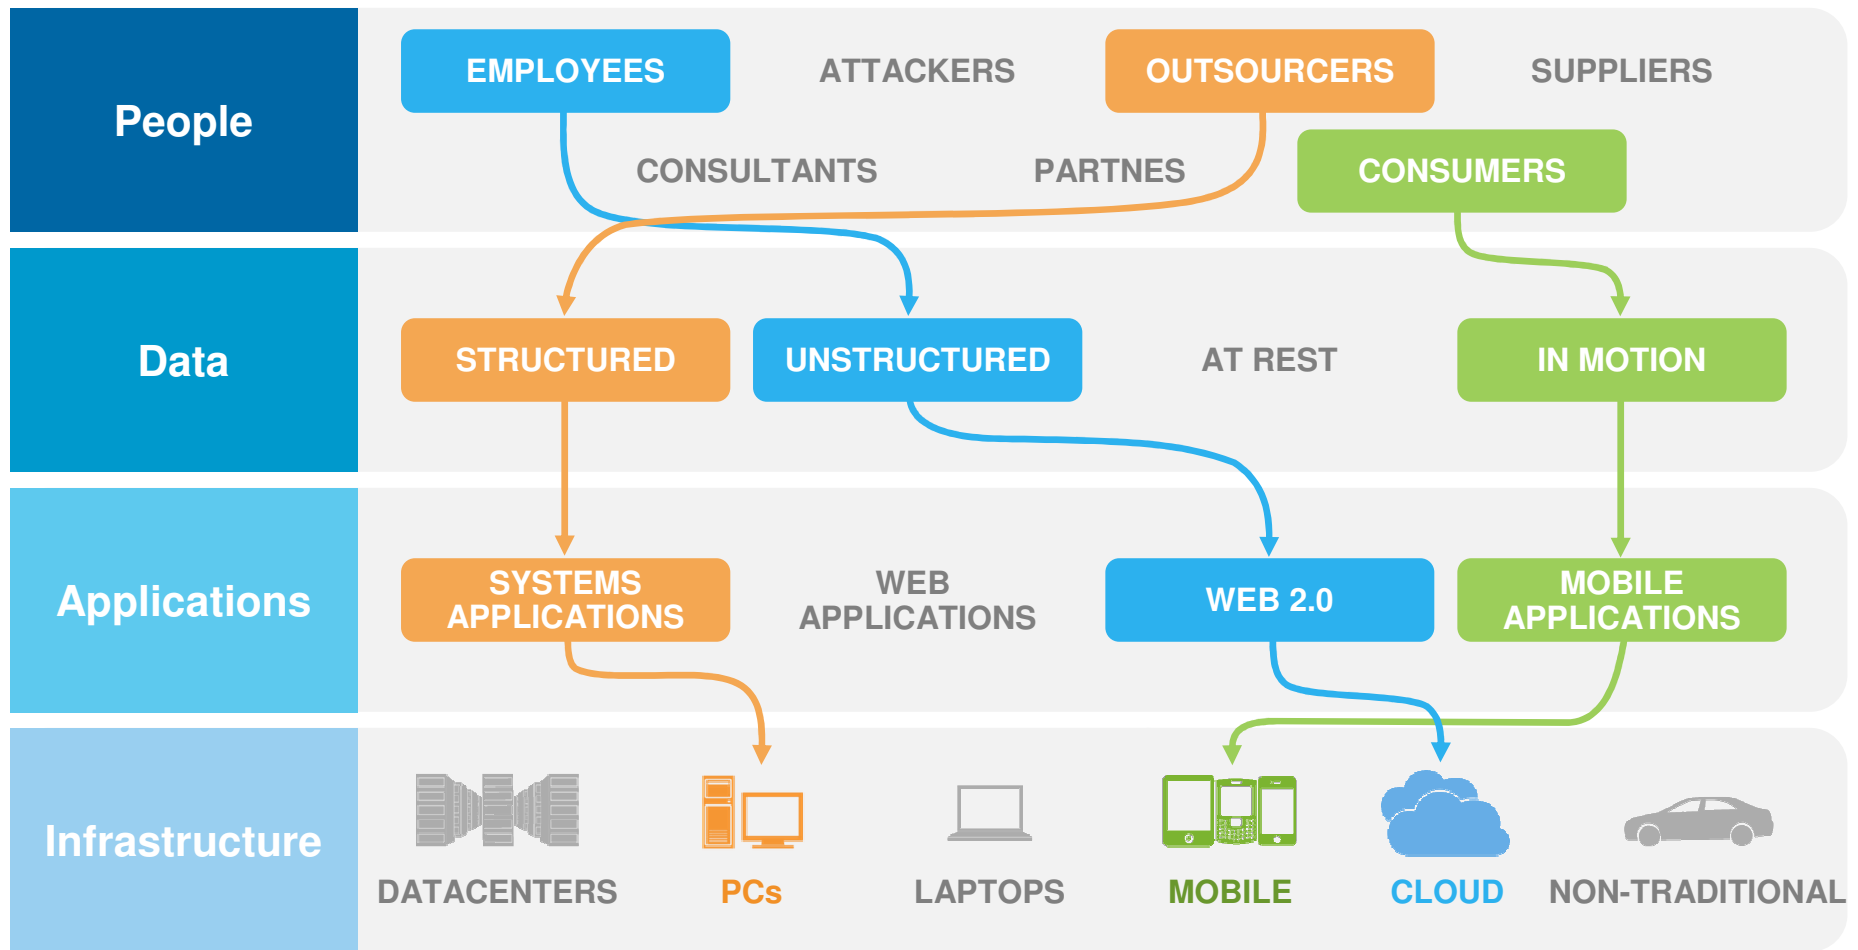 People
EMPLOYEES
ATTACKERS
OUTSOURCERS
SUPPLIERS
CONSULTANTS
PARTNES
CONSUMERS
Data
STRUCTURED
UNSTRUCTURED
AT REST
IN MOTION
Applications
SYSTEMS
APPLICATIONS
WEB
APPLICATIONS
WEB 2.0
MOBILE
APPLICATIONS
Infrastructure
DATACENTERS
PCs
LAPTOPS
MOBILE
CLOUD
NON-TRADITIONAL